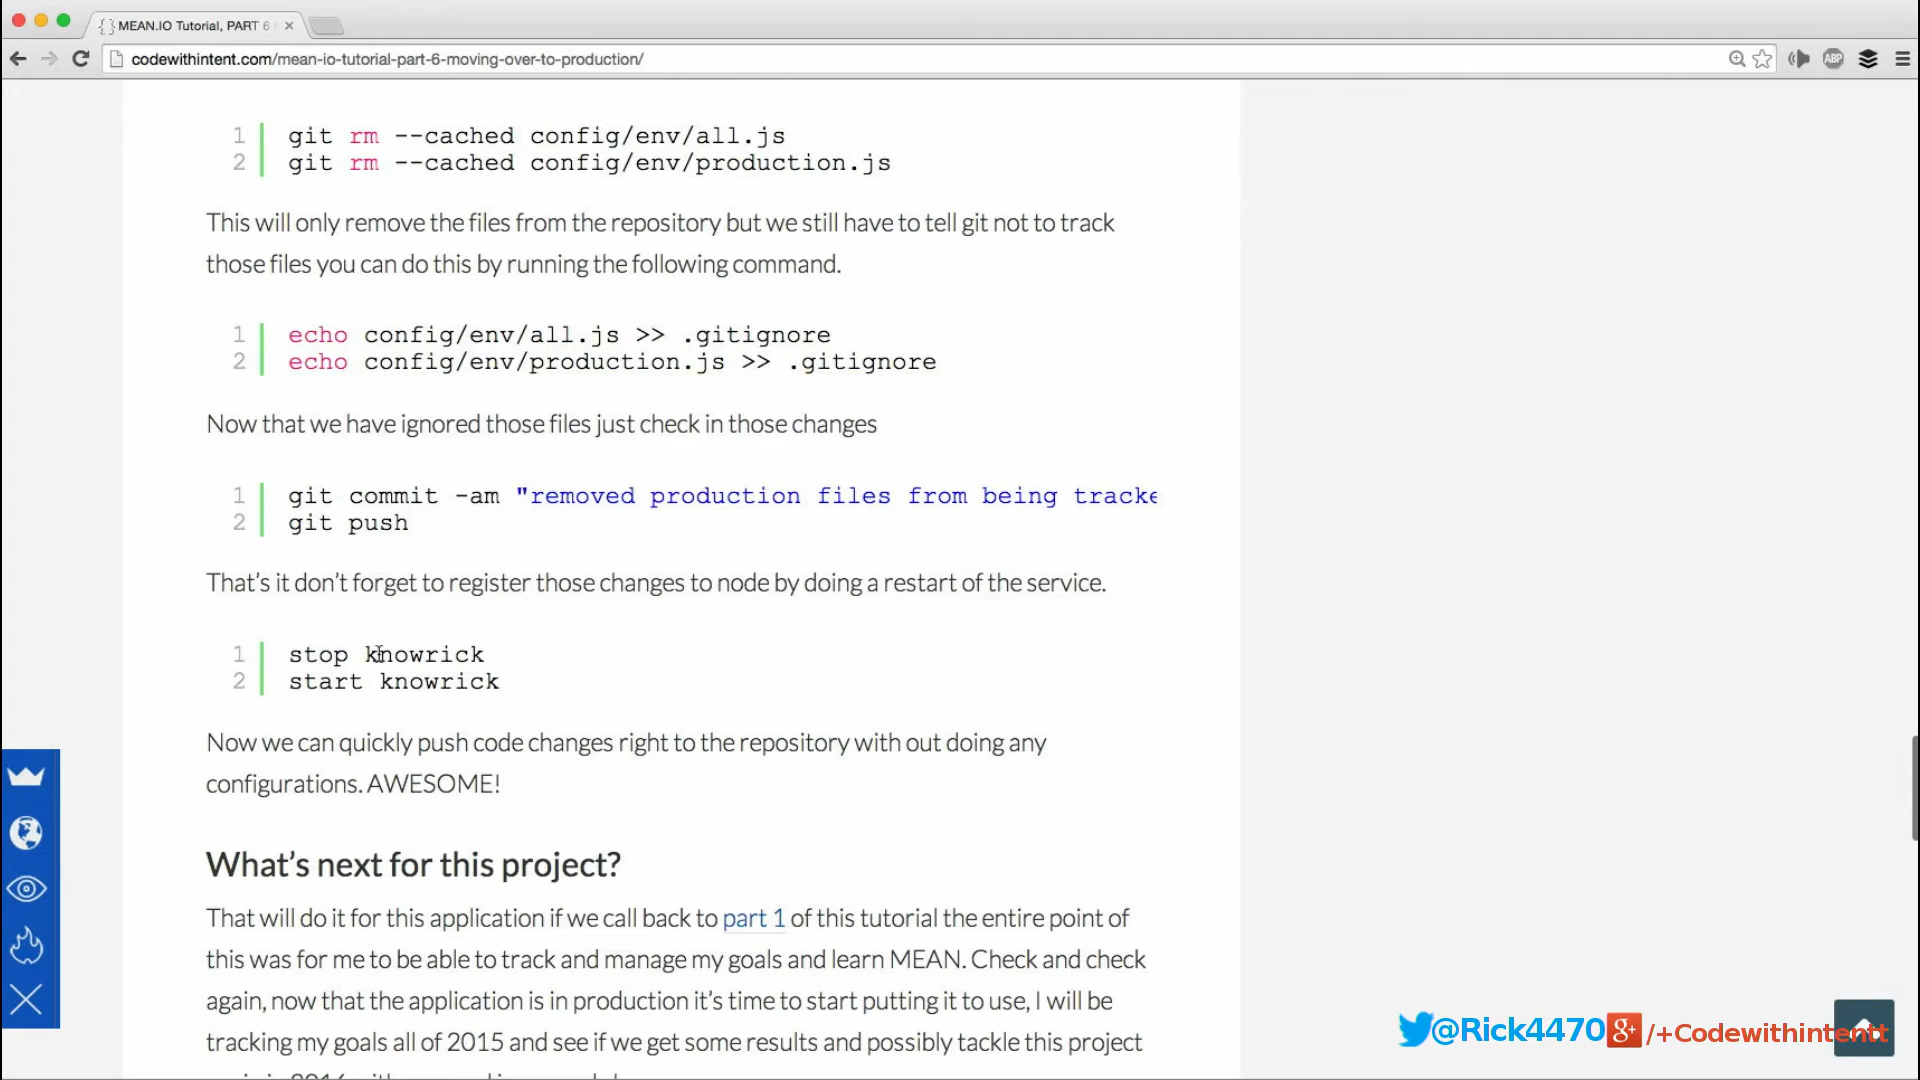 { } MEAN.IO Tutorial, PART 6
codewithintent.com/mean-io-tutorial-part-6-moving-over-to-production/
ABP
1 git rm --cached config/env/all.js
2 git rm --cached config/env/production.js
This will only remove the files from the repository but we still have to tell git not to track
those files you can do this by running the following command.
1 echo config/env/all.js >> .gitignore
2 echo config/env/production.js >> .gitignore
Now that we have ignored those files just check in those changes
1 git commit -am "removed production files from being tracke
2 git push
That's it don't forget to register those changes to node by doing a restart of the service.
1 stop knowrick
2 start knowrick
Now we can quickly push code changes right to the repository with out doing any
configurations. AWESOME!
What's next for this project?
That will do it for this application if we call back to part 1 of this tutorial the entire point of
this was for me to be able to track and manage my goals and learn MEAN. Check and check
again, now that the application is in production it's time to start putting it to use, I will be
tracking my goals all of 2015 and see if we get some results and possibly tackle this project
@Rick4470 g+ /+Codewithintentt